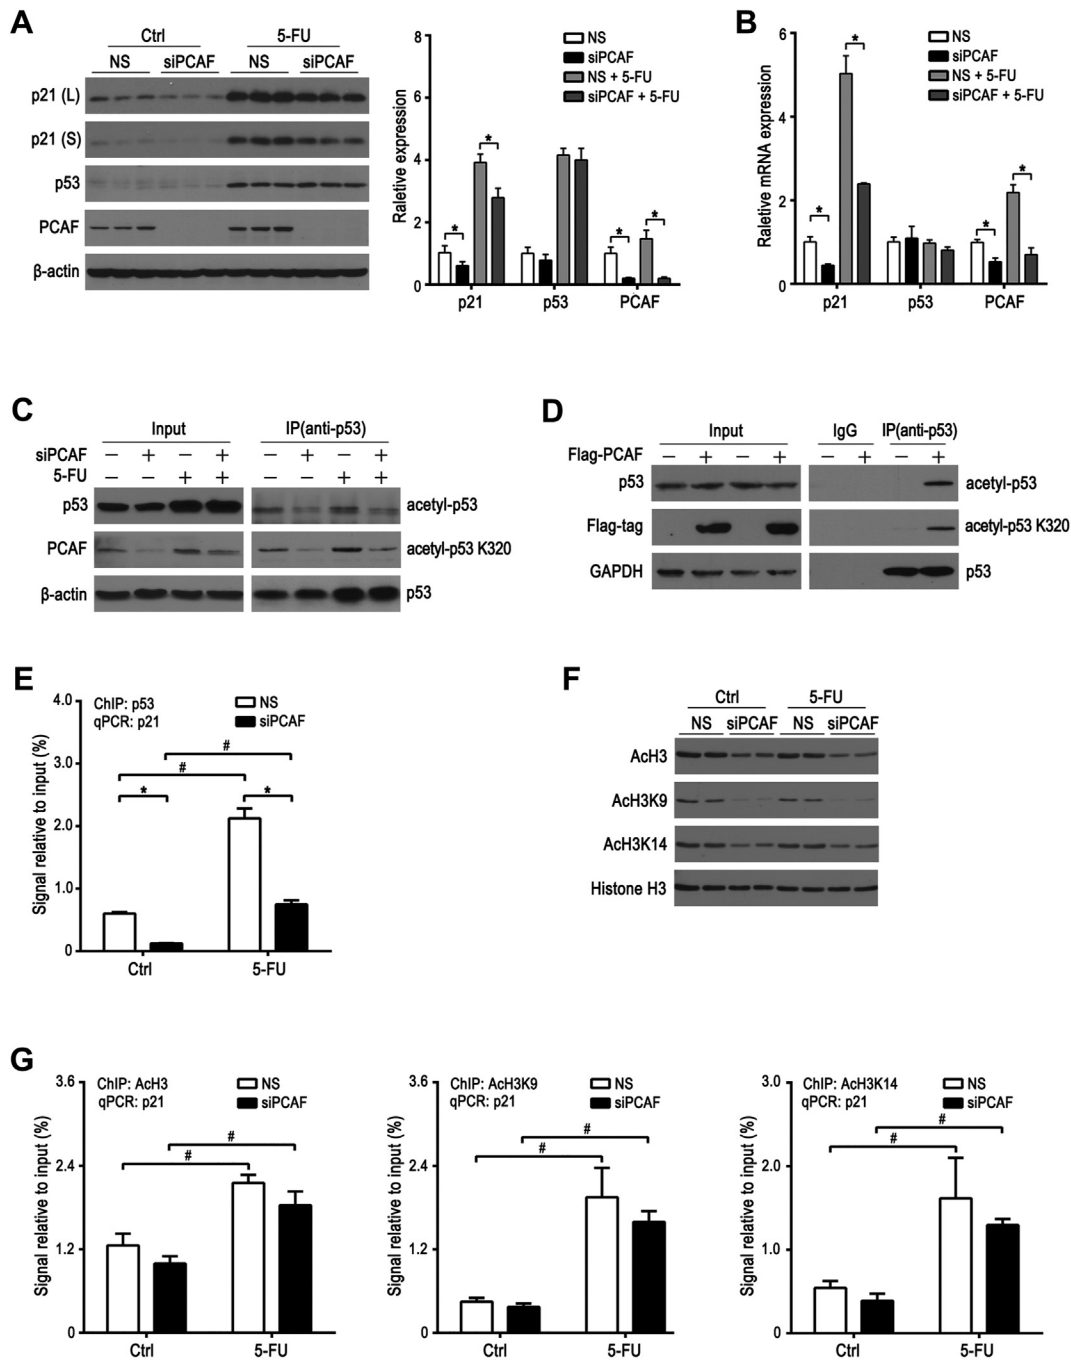 A
Ctrl 5-FU
NS siPCAF NS siPCAF
p21 (L)
p21 (S)
p53
PCAF
β-actin
Raletive expression
8
6
4
2
0
NS
siPCAF
NS + 5-FU
siPCAF + 5-FU
* * * *
p21 p53 PCAF
B
Raletive mRNA expression
6
4
2
0
NS
siPCAF
NS + 5-FU
siPCAF + 5-FU
* * * *
p21 p53 PCAF
C
Input IP(anti-p53)
siPCAF − + − + − + − +
5-FU − − + + − − + +
p53 acetyl-p53
PCAF acetyl-p53 K320
β-actin p53
D
Input IgG IP(anti-p53)
Flag-PCAF − + − + − + − +
p53 acetyl-p53
Flag-tag acetyl-p53 K320
GAPDH p53
E
Signal relative to input (%)
4.0
3.0
2.0
1.0
0
ChIP: p53
qPCR: p21
NS
siPCAF
#
#
* *
Ctrl 5-FU
F
Ctrl 5-FU
NS siPCAF NS siPCAF
AcH3
AcH3K9
AcH3K14
Histone H3
G
Signal relative to input (%)
3.6
2.4
1.2
0
ChIP: AcH3
qPCR: p21
NS
siPCAF
#
#
Ctrl 5-FU
Signal relative to input (%)
3.6
2.4
1.2
0
ChIP: AcH3K9
qPCR: p21
NS
siPCAF
#
#
Ctrl 5-FU
Signal relative to input (%)
3.0
2.0
1.0
0
ChIP: AcH3K14
qPCR: p21
NS
siPCAF
#
#
Ctrl 5-FU